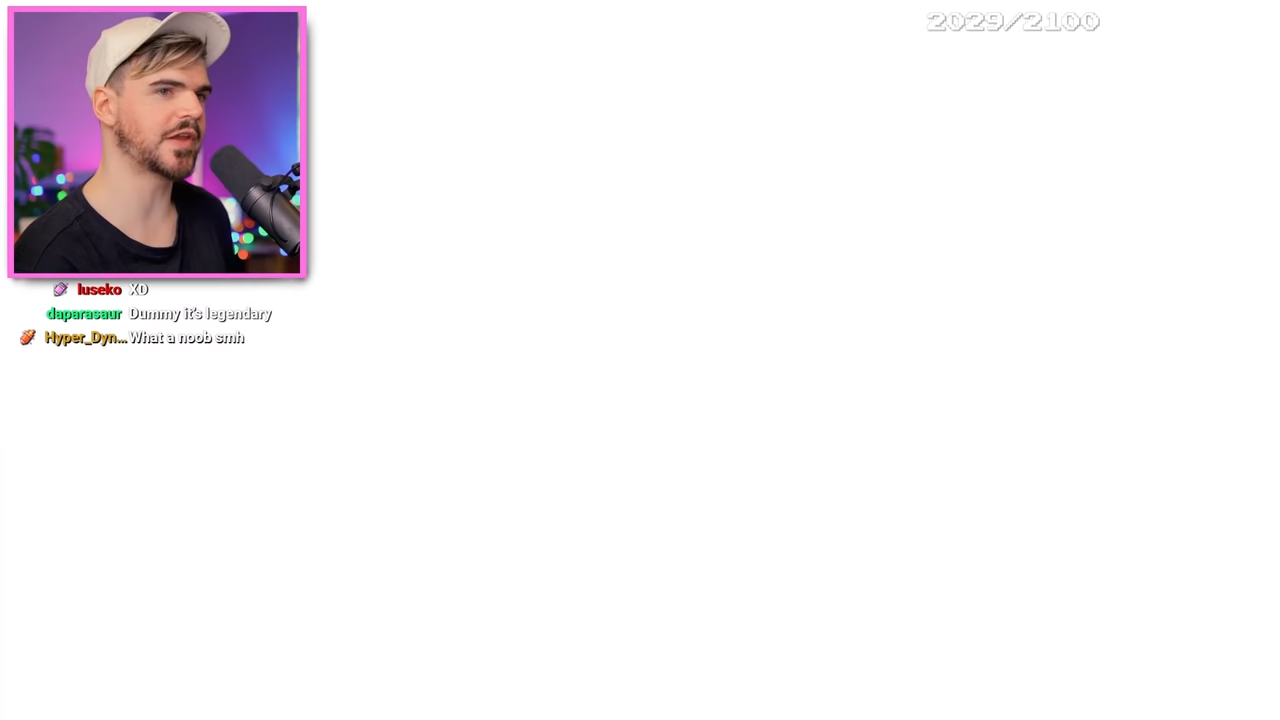 2029/2100
luseko XD
daparasaur Dummy it's legendary
Hyper_Dyn... What a noob smh